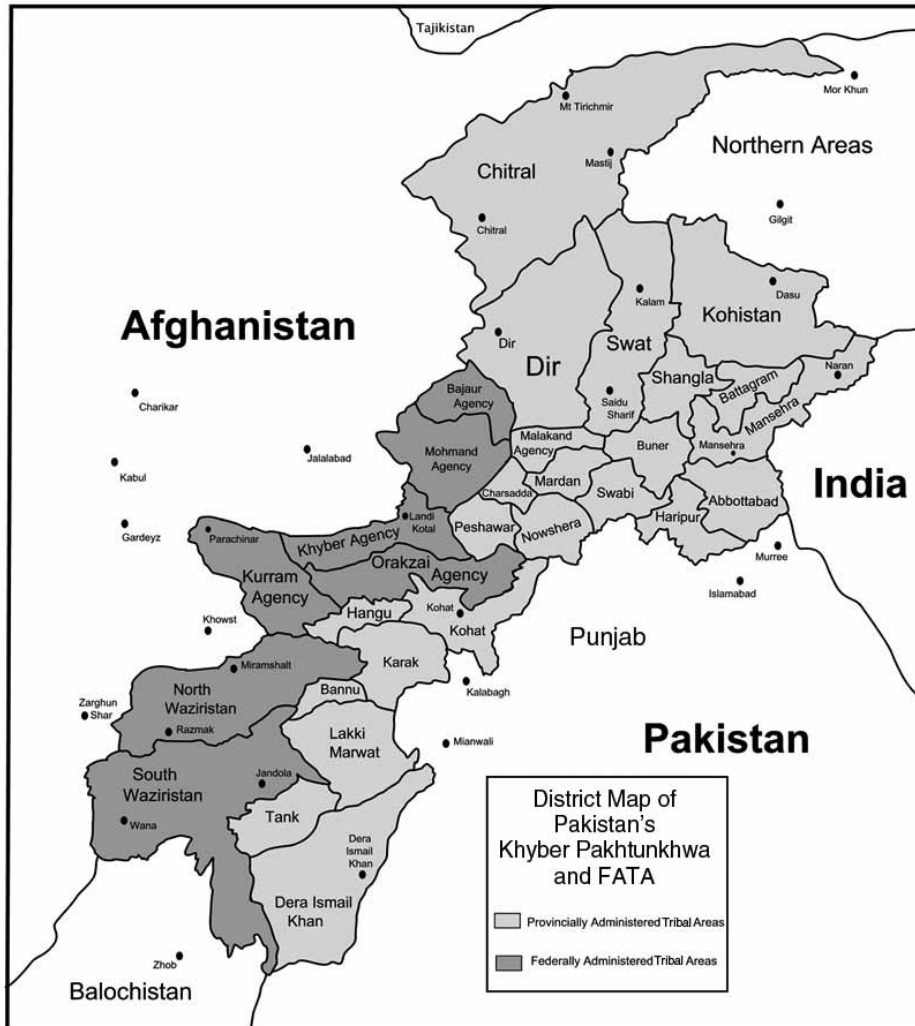 Tajikistan
Mor Khun
Mt Tirichmir
Northern Areas
Mastij
Chitral
Gilgit
Chitral
Dasu
Kalam
Kohistan
Afghanistan
Dir
Swat
Dir
Naran
Shangla
Battagram
Bajaur
Agency
Saidu
Sharif
Mansehra
Charikar
Malakand
Agency
Buner
Mansehra
Mohmand
Agency
Jalalabad
Kabul
Mardan
India
Charsadda
Swabi
Abbottabad
Landi
Kotal
Peshawar
Nowshera
Haripur
Gardeyz
Parachinar
Khyber Agency
Murree
Orakzai
Agency
Kurram
Agency
Islamabad
Hangu
Kohat
Kohat
Khowst
Punjab
Karak
Miramshalt
Kalabagh
Bannu
North
Waziristan
Zarghun
Shar
Razmak
Lakki
Marwat
Mianwali
Pakistan
South
Waziristan
Jandola
Tank
Wana
Dera
Ismail
Khan
Dera Ismail
Khan
District Map of
Pakistan's
Khyber Pakhtunkhwa
and FATA
Provincially Administered Tribal Areas
Federally Administered Tribal Areas
Zhob
Balochistan